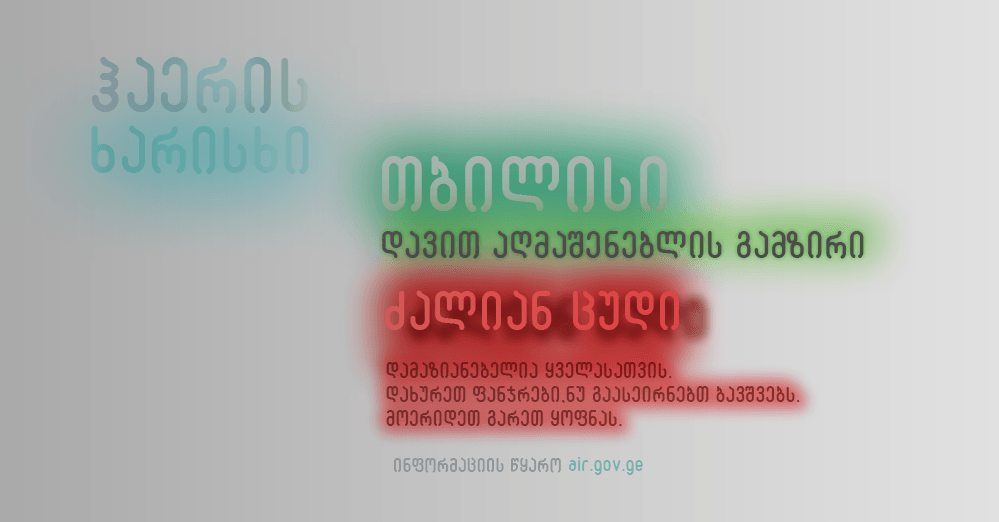 ჰაერის
ხარისხი
თბილისი
დავით აღმაშენებლის გამზირი
ძალიან ცუდი
დამაზიანებელია ყველასათვის.
დახურეთ ფანჯრები,ნუ გაასეირნებთ ბავშვებს.
მოერიდეთ გარეთ ყოფნას.
ინფორმაციის წყარო air.gov.ge